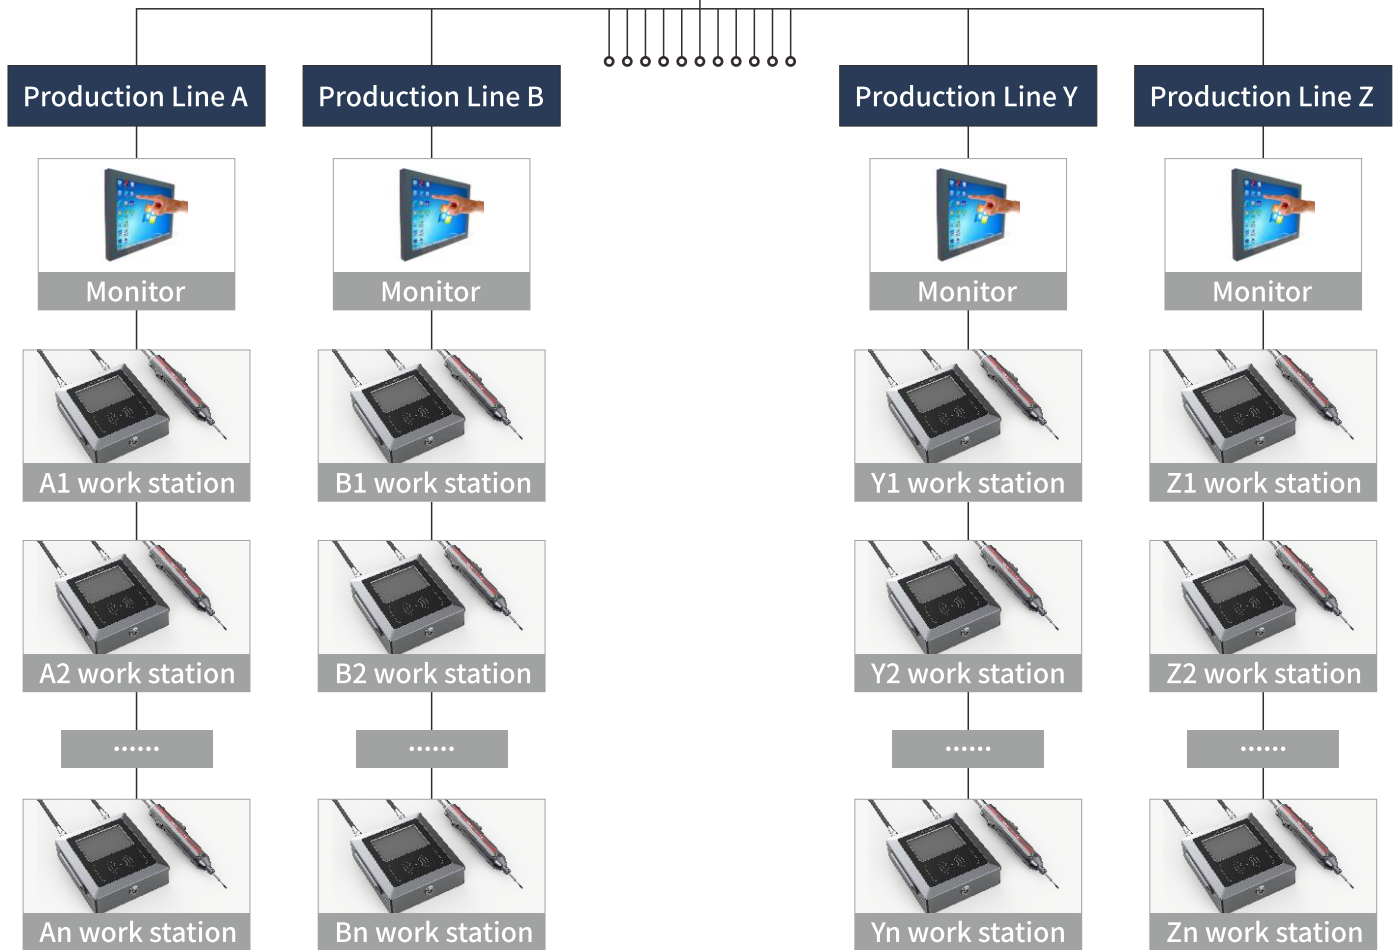 Production Line A
Production Line B
Production Line Y
Production Line Z
Monitor
Monitor
Monitor
Monitor
A1 work station
B1 work station
Y1 work station
Z1 work station
A2 work station
B2 work station
Y2 work station
Z2 work station
······
······
······
······
An work station
Bn work station
Yn work station
Zn work station